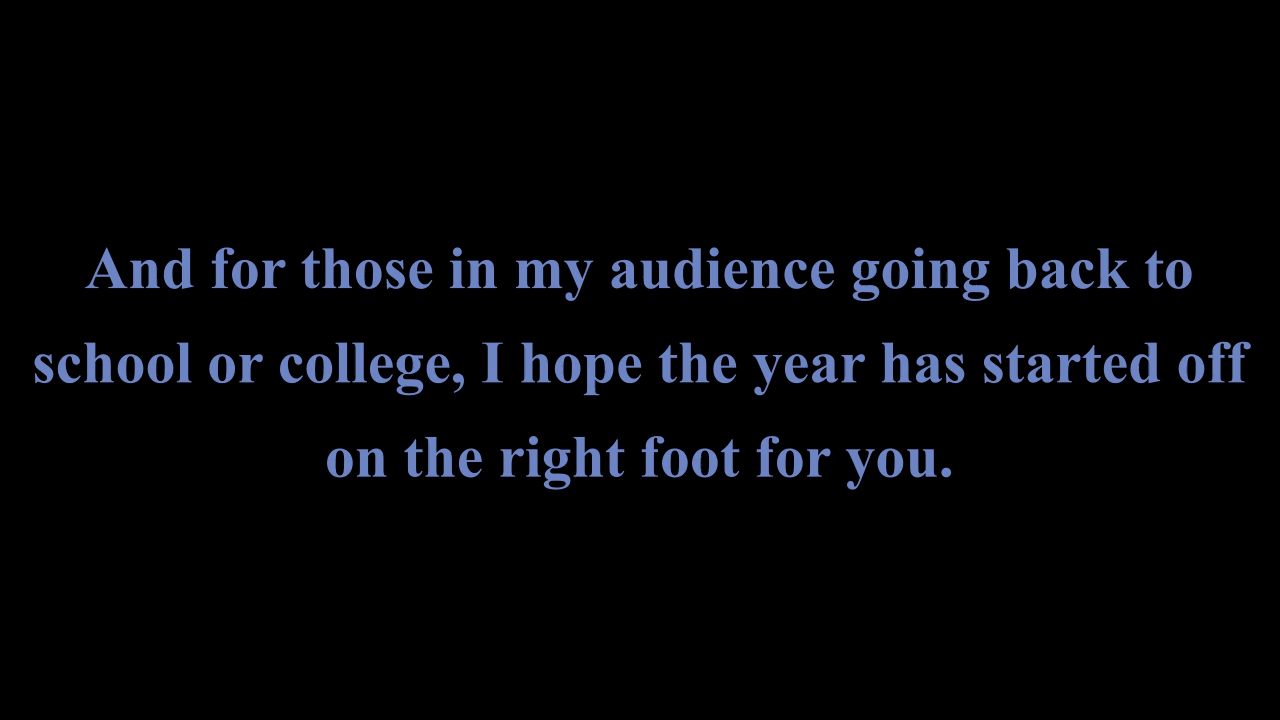 And for those in my audience going back to
school or college, I hope the year has started off
on the right foot for you.